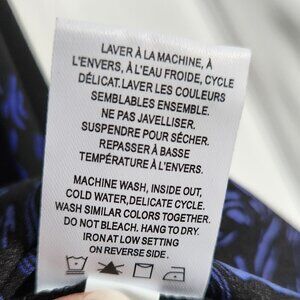 LAVER À LA MACHINE, À
L'ENVERS, À L'EAU FROIDE, CYCLE
DÉLICAT.LAVER LES COULEURS
SEMBLABLES ENSEMBLE.
NE PAS JAVELLISER.
SUSPENDRE POUR SÉCHER.
REPASSER À BASSE
TEMPÉRATURE À L'ENVERS.
MACHINE WASH, INSIDE OUT,
COLD WATER,DELICATE CYCLE.
WASH SIMILAR COLORS TOGETHER.
DO NOT BLEACH. HANG TO DRY.
IRON AT LOW SETTING
ON REVERSE SIDE.